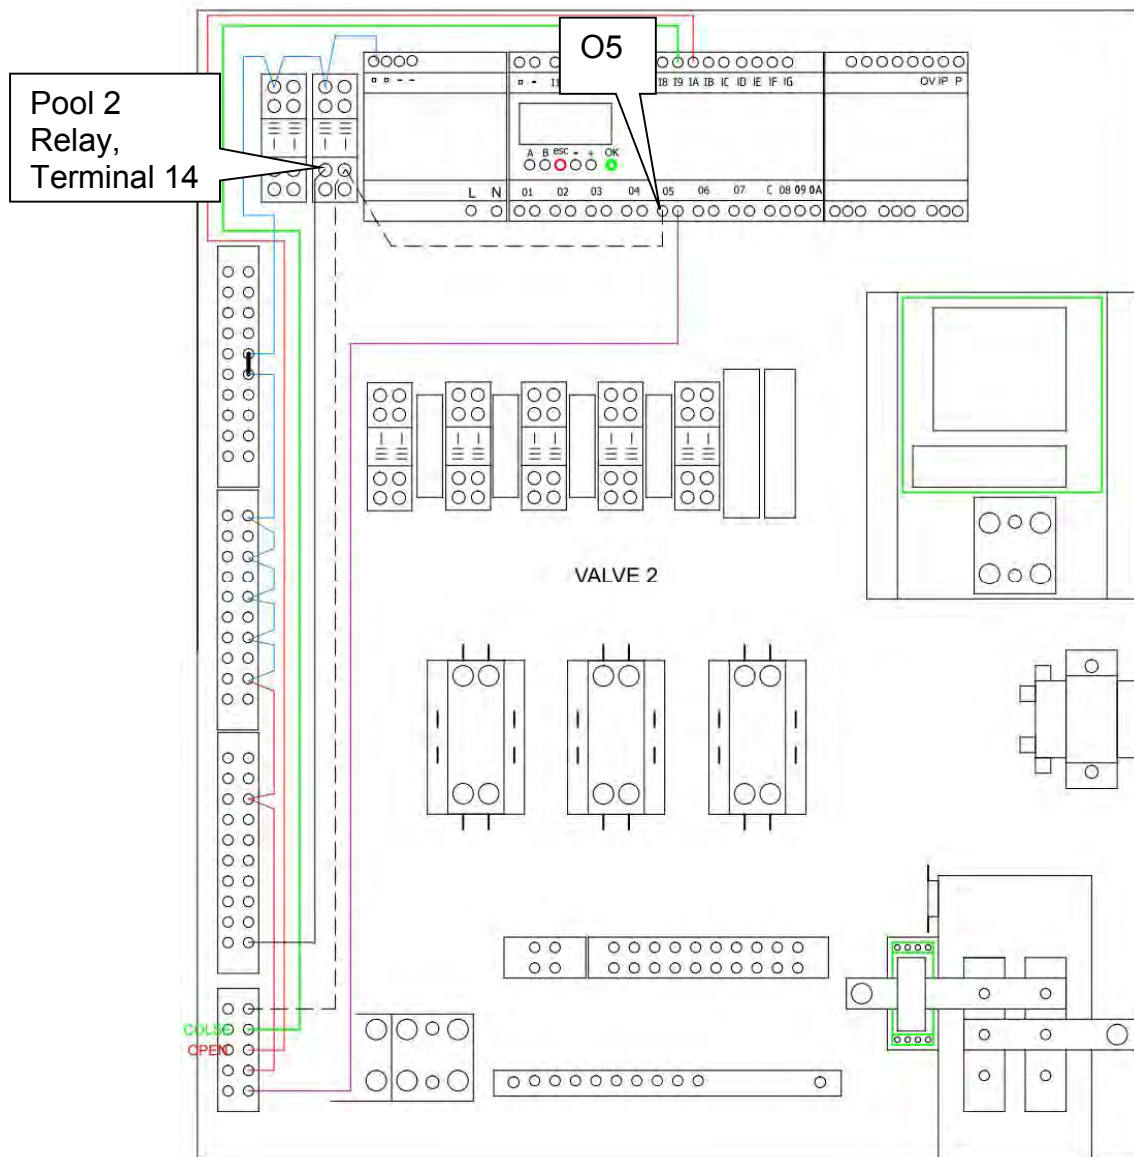 O5
Pool 2
Relay,
Terminal 14
I8 I9 IA IB IC ID IE IF IG
OV IP P
A B esc - + OK
L N
01 02 03 04 05 06 07 C 08 09 0A
VALVE 2
COLSE
OPEN